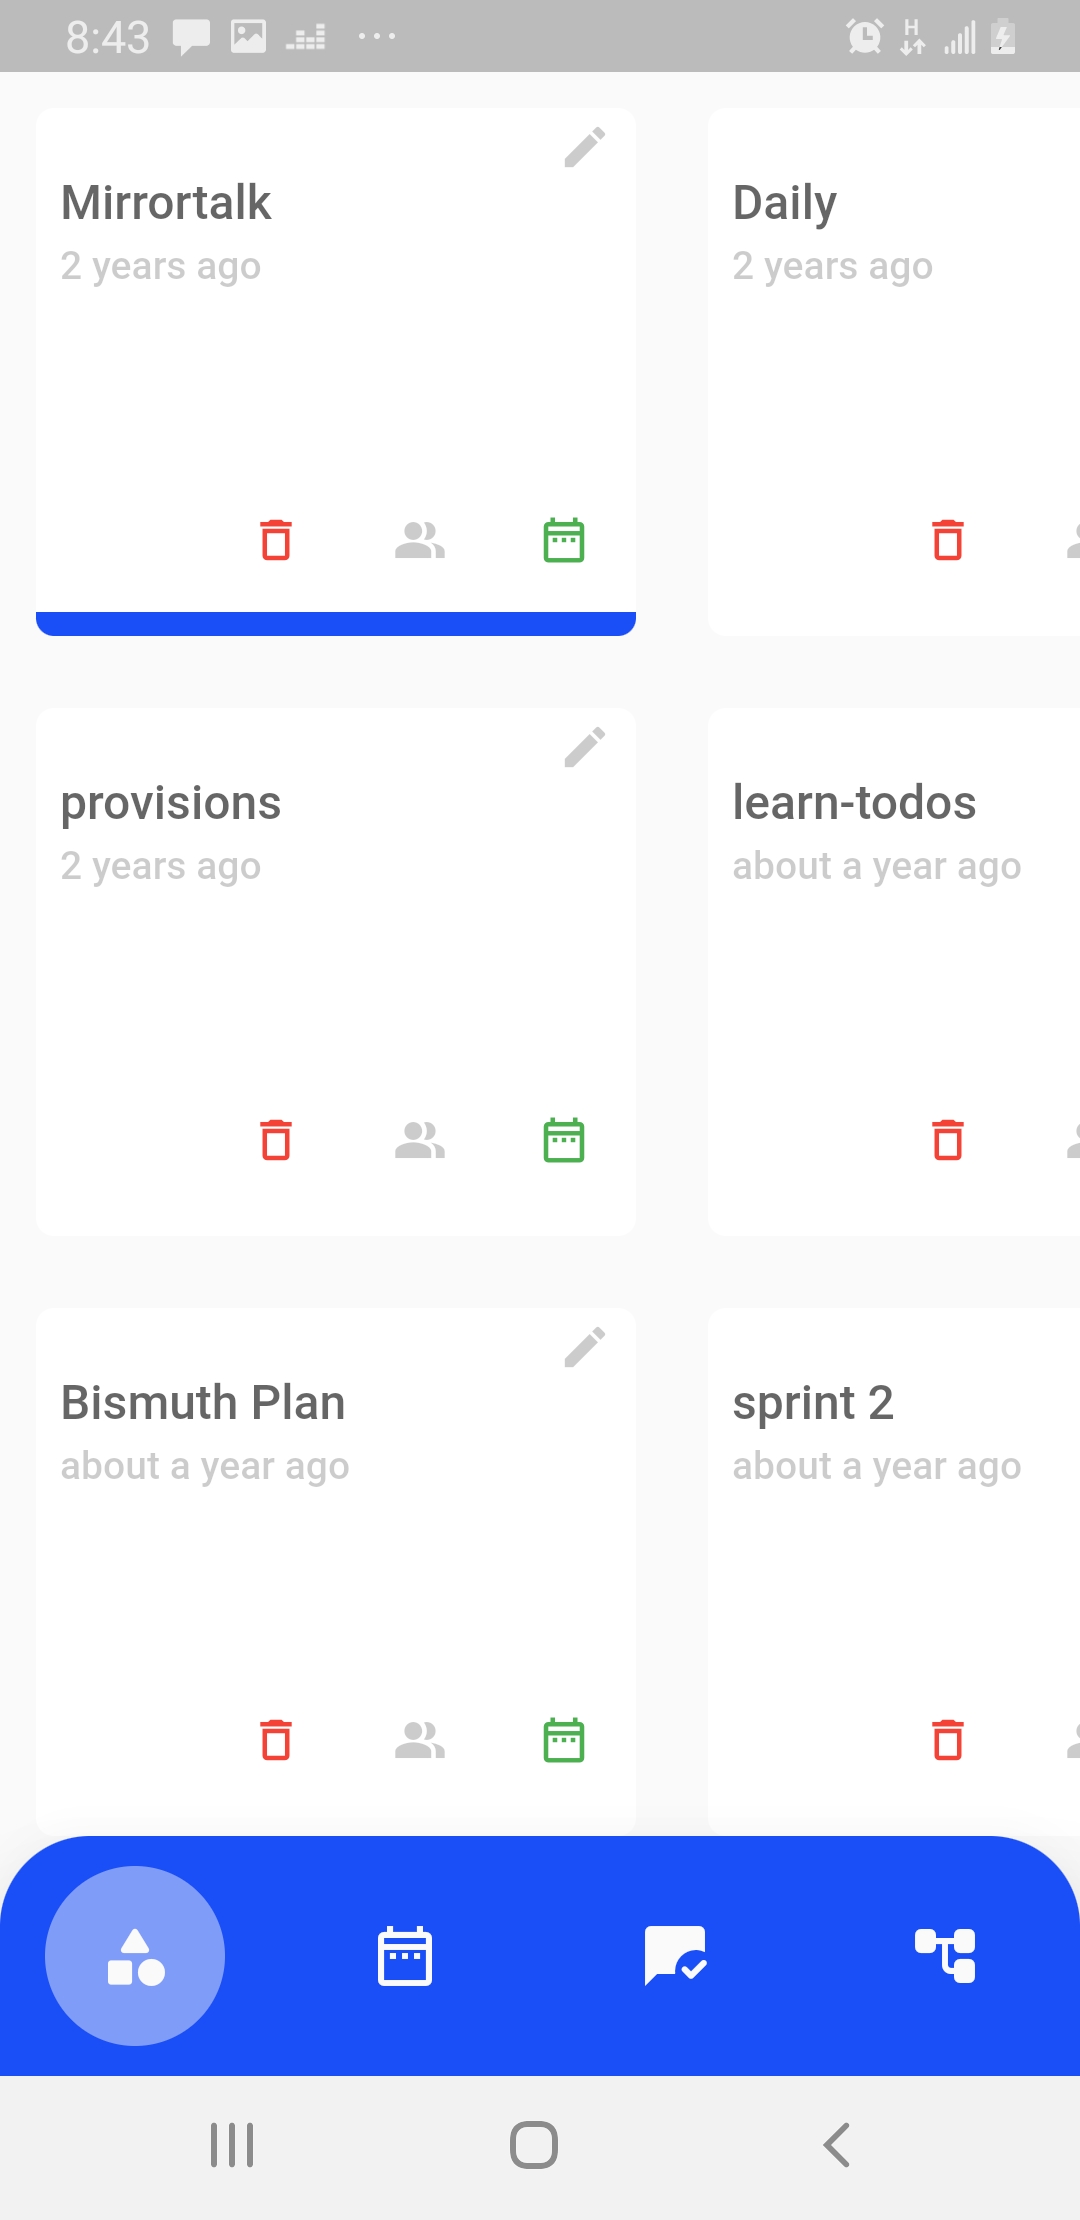 8:43
H
Mirrortalk
2 years ago
Daily
2 years ago
provisions
2 years ago
learn-todos
about a year ago
Bismuth Plan
about a year ago
sprint 2
about a year ago